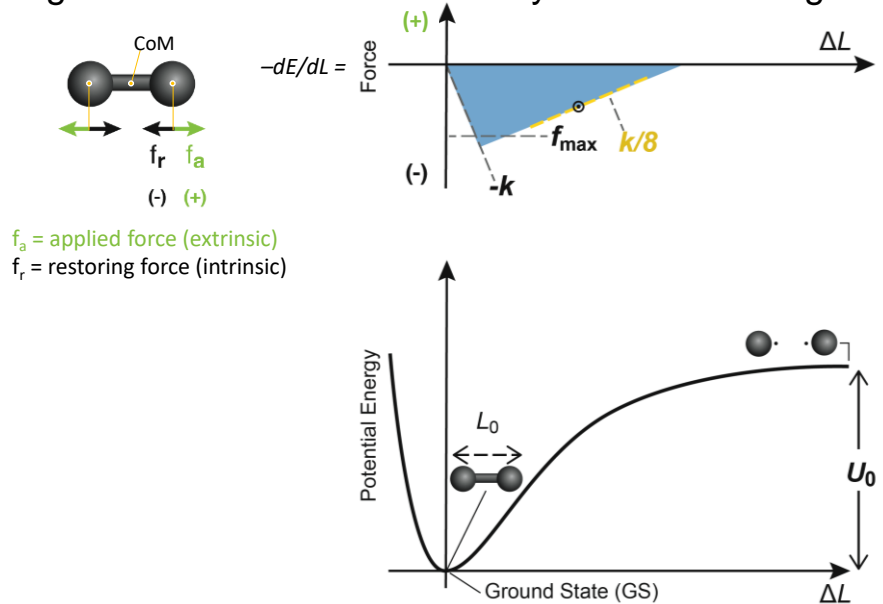 CoM
f_r f_a
(-) (+)
f_a = applied force (extrinsic)
f_r = restoring force (intrinsic)
–dE/dL =
Force
(+)
(-)
ΔL
f_max
k/8
-k
Potential Energy
L_0
U_0
Ground State (GS)
ΔL